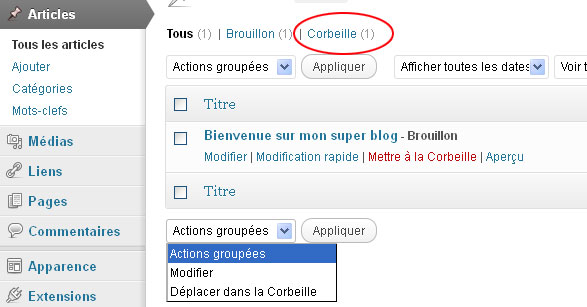 Articles
Tous les articles
Ajouter
Catégories
Mots-clefs
Médias
Liens
Pages
Commentaires
Apparence
Extensions
Tous (1) | Brouillon (1) | Corbeille (1)
Actions groupées Appliquer Afficher toutes les dates Voir t
Titre
Bienvenue sur mon super blog - Brouillon
Modifier | Modification rapide | Mettre à la Corbeille | Aperçu
Titre
Actions groupées Appliquer
Actions groupées
Modifier
Déplacer dans la Corbeille